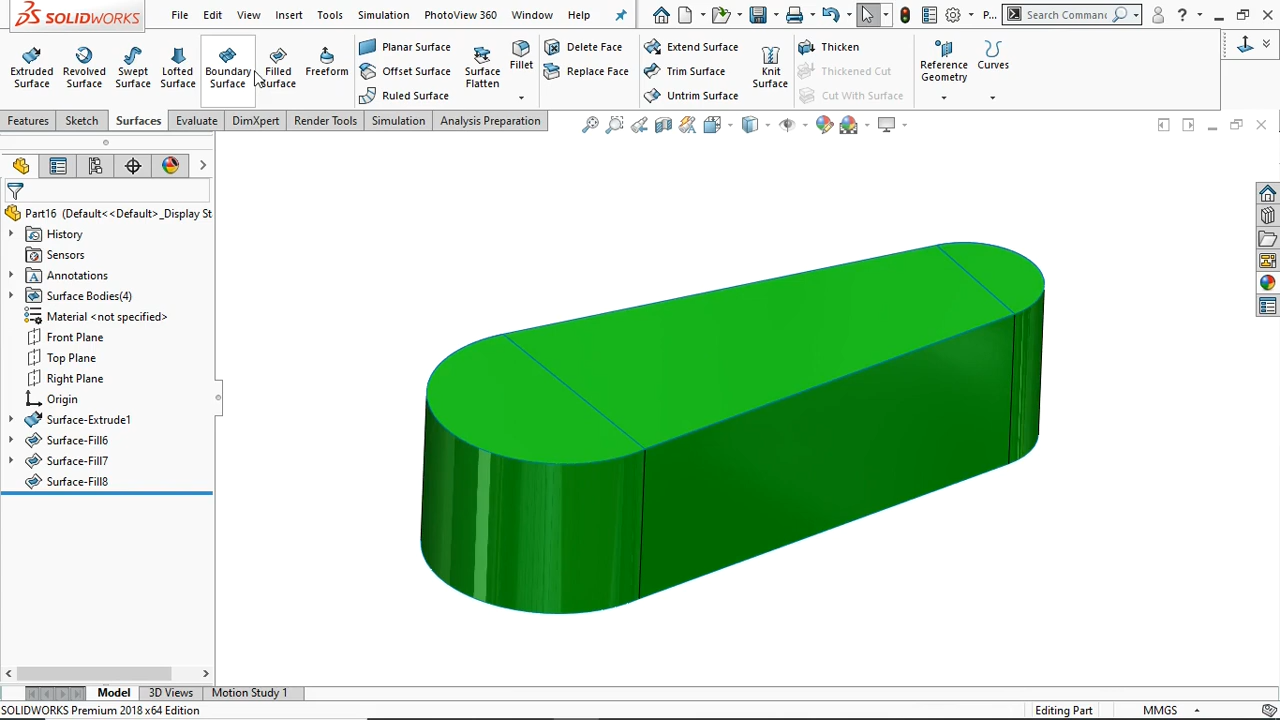 SOLIDWORKS File Edit View Insert Tools Simulation PhotoView 360 Window Help P... Search Comman
Extruded Surface
Revolved Surface
Swept Surface
Lofted Surface
Boundary Surface
Filled Surface
Freeform
Planar Surface
Offset Surface
Ruled Surface
Surface Flatten
Fillet
Delete Face
Replace Face
Extend Surface
Trim Surface
Untrim Surface
Knit Surface
Thicken
Thickened Cut
Cut With Surface
Reference Geometry
Curves
Features Sketch Surfaces Evaluate DimXpert Render Tools Simulation Analysis Preparation
Part16 (Default<<Default>_Display St
History
Sensors
Annotations
Surface Bodies(4)
Material <not specified>
Front Plane
Top Plane
Right Plane
Origin
Surface-Extrude1
Surface-Fill6
Surface-Fill7
Surface-Fill8
Model 3D Views Motion Study 1
SOLIDWORKS Premium 2018 x64 Edition Editing Part MMGS